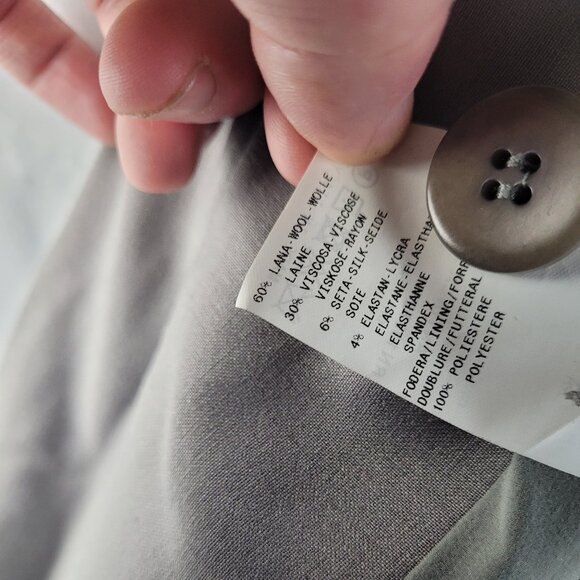 60% LANA-WOOL-WOLLE
LAINE
30% VISCOSA-VISCOSE
VISKOSE-RAYON
6% SETA-SILK-SEIDE
SOIE
4% ELASTAN-LYCRA
ELASTANE-ELASTHA
ELASTHANNE
SPANDEX
FODERA/LINING/FORR
DOUBLURE/FUTTERAL
100% POLIESTERE
POLYESTER